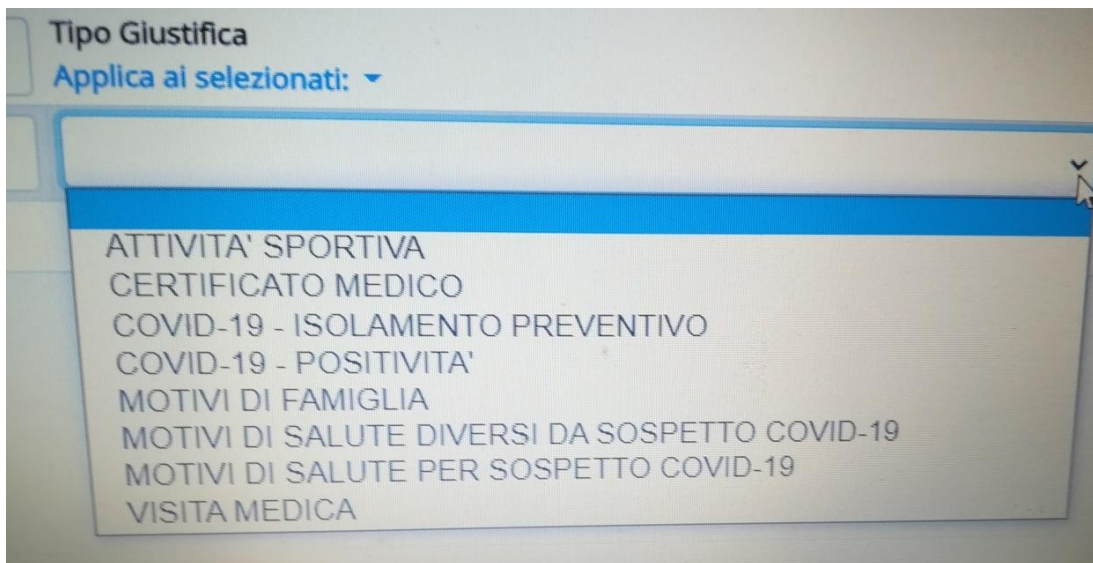 Tipo Giustifica
Applica ai selezionati:
ATTIVITA' SPORTIVA
CERTIFICATO MEDICO
COVID-19 - ISOLAMENTO PREVENTIVO
COVID-19 - POSITIVITA'
MOTIVI DI FAMIGLIA
MOTIVI DI SALUTE DIVERSI DA SOSPETTO COVID-19
MOTIVI DI SALUTE PER SOSPETTO COVID-19
VISITA MEDICA